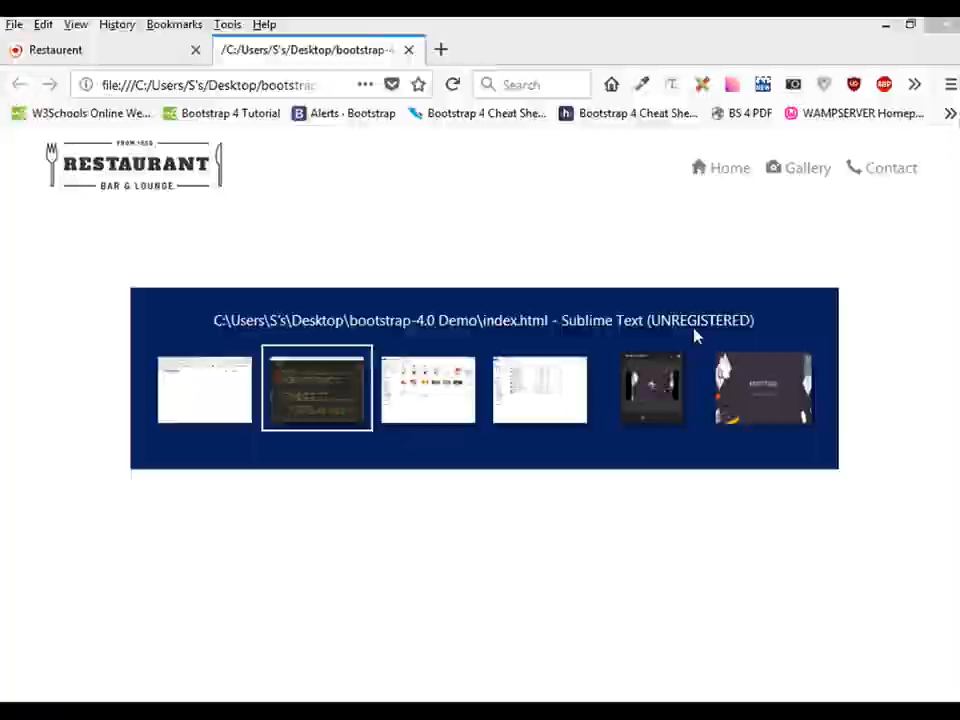 File Edit View History Bookmarks Tools Help
Restaurent
/C:/Users/S's/Desktop/bootstrap-4
file:///C:/Users/S's/Desktop/bootstrap
Search
W3Schools Online We... Bootstrap 4 Tutorial Alerts · Bootstrap Bootstrap 4 Cheat She... Bootstrap 4 Cheat She... BS 4 PDF WAMPSERVER Homep...
RESTAURANT
BAR & LOUNGE
Home Gallery Contact
C:\Users\S's\Desktop\bootstrap-4.0 Demo\index.html - Sublime Text (UNREGISTERED)